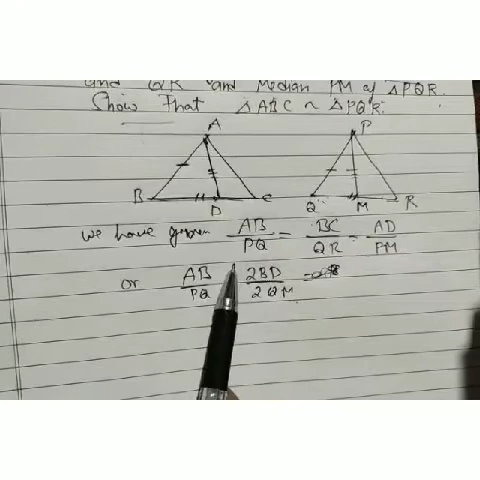 and QR and Median PM of △PQR.
Show That △ABC ~ △PQR.
A P
B D C Q M R
we have given AB/PQ = BC/QR = AD/PM
or AB/PQ 2BD/2QM =